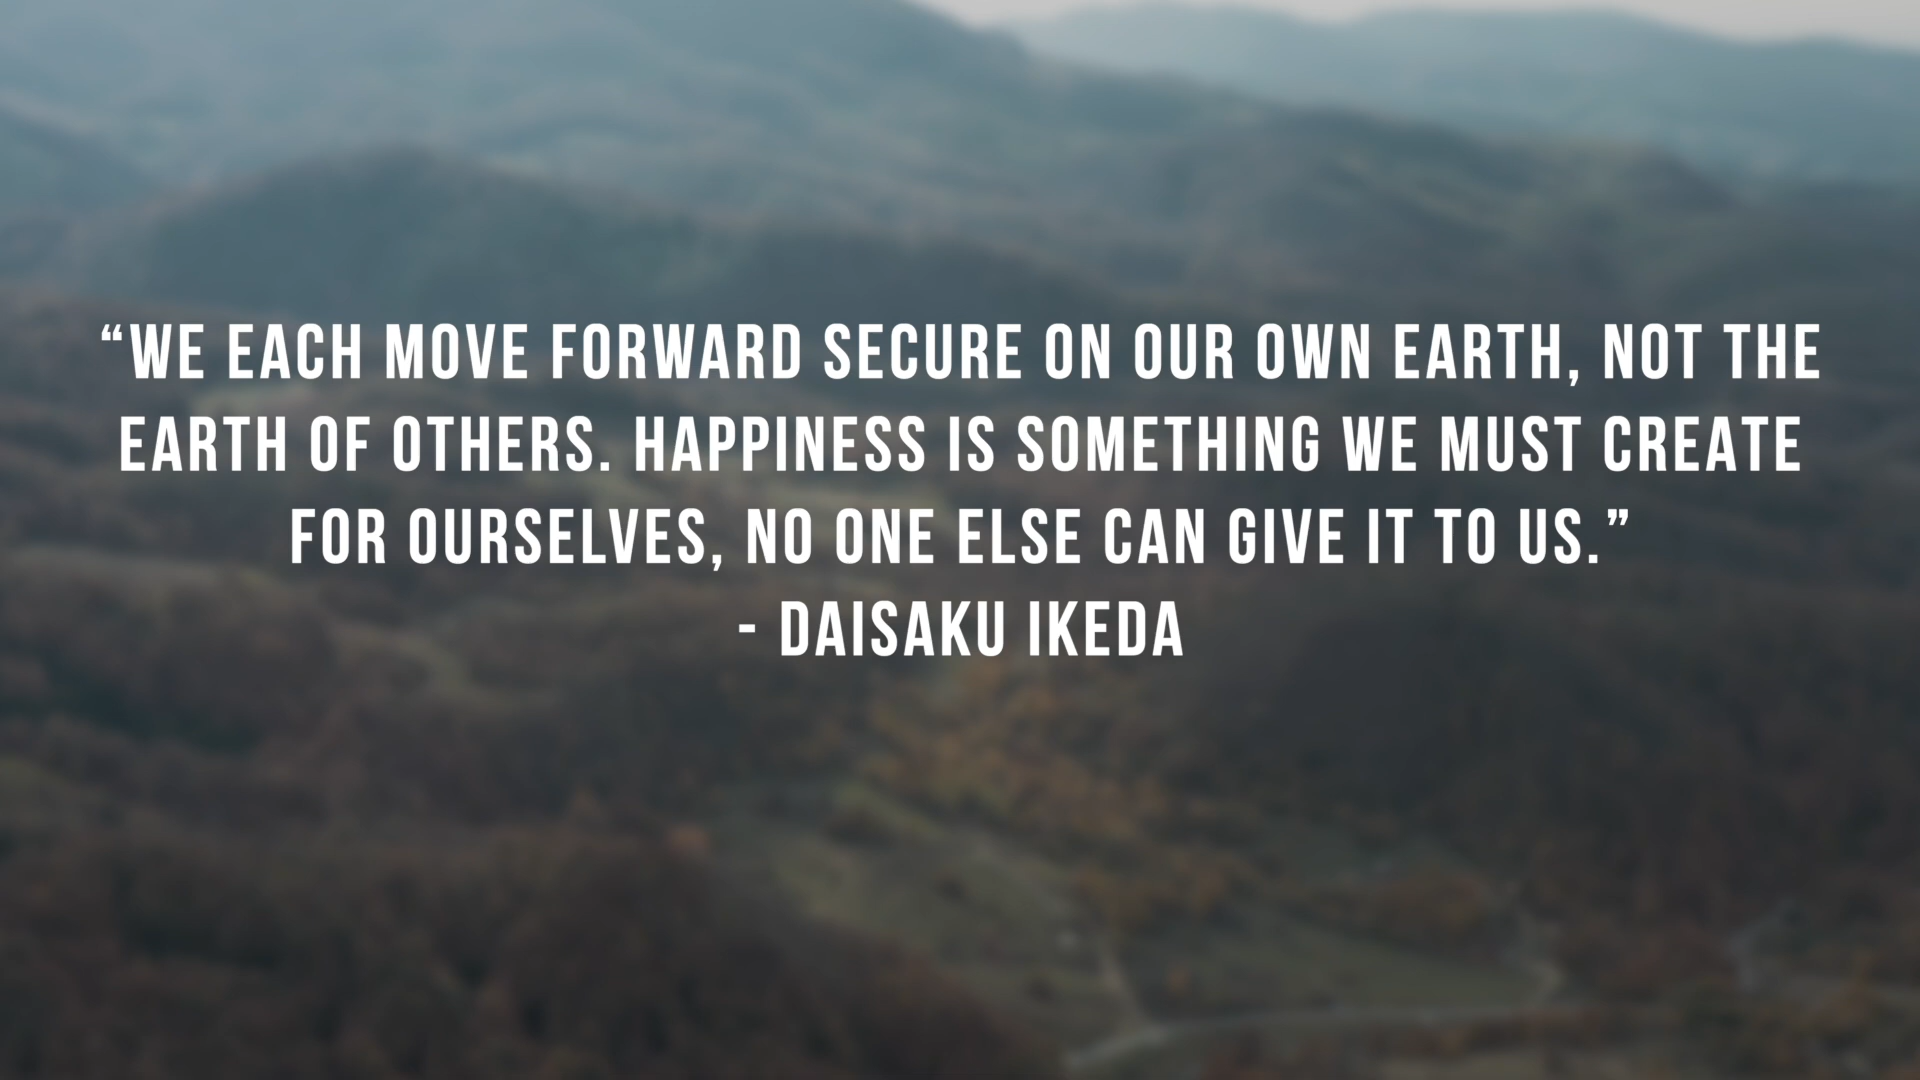 “WE EACH MOVE FORWARD SECURE ON OUR OWN EARTH, NOT THE
EARTH OF OTHERS. HAPPINESS IS SOMETHING WE MUST CREATE
FOR OURSELVES, NO ONE ELSE CAN GIVE IT TO US.”
- DAISAKU IKEDA